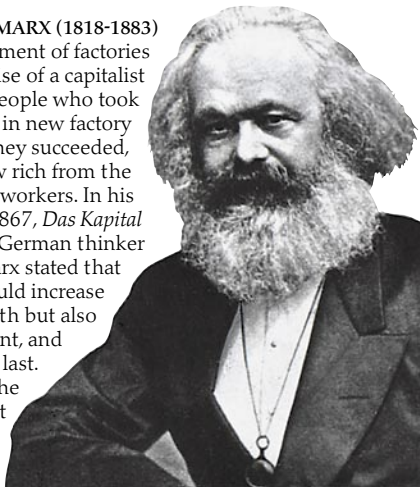 MARX (1818-1883)
ment of factories
se of a capitalist
eople who took
in new factory
hey succeeded,
w rich from the
workers. In his
867, Das Kapital
German thinker
arx stated that
uld increase
th but also
nt, and
last.
he
t